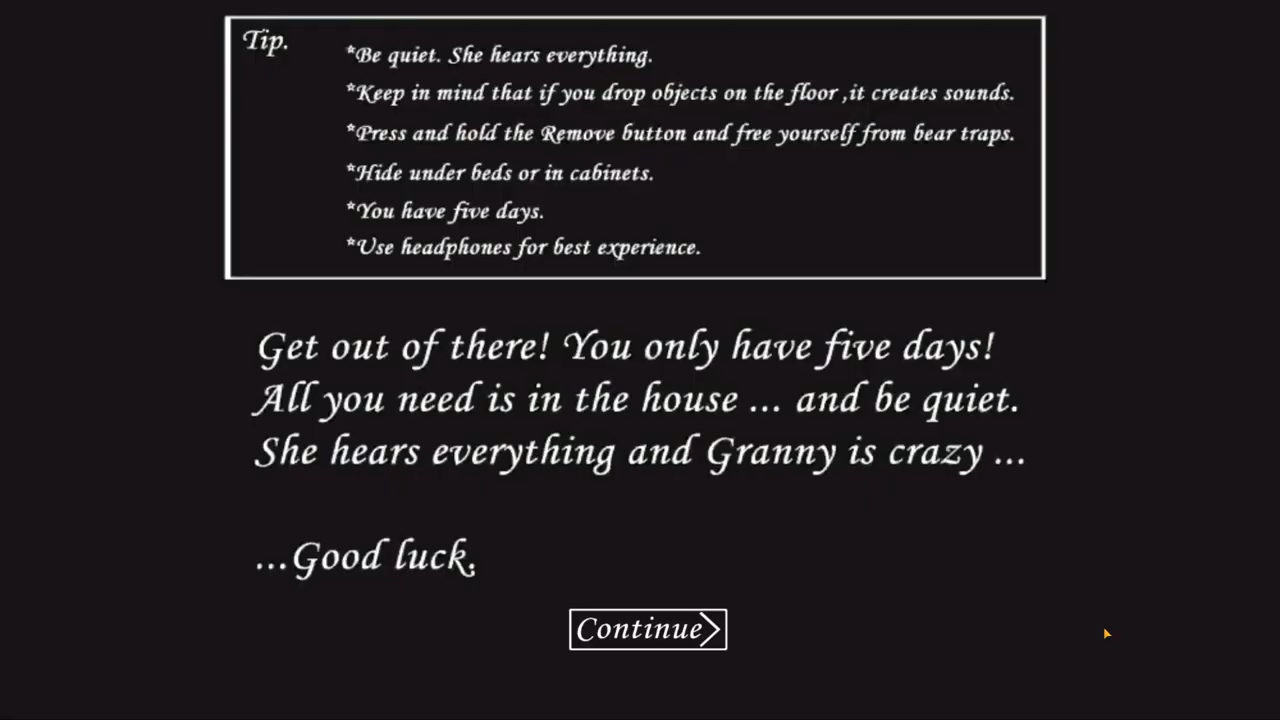 Tip.
*Be quiet. She hears everything.
*Keep in mind that if you drop objects on the floor ,it creates sounds.
*Press and hold the Remove button and free yourself from bear traps.
*Hide under beds or in cabinets.
*You have five days.
*Use headphones for best experience.
Get out of there! You only have five days!
All you need is in the house ... and be quiet.
She hears everything and Granny is crazy ...
...Good luck.
Continue